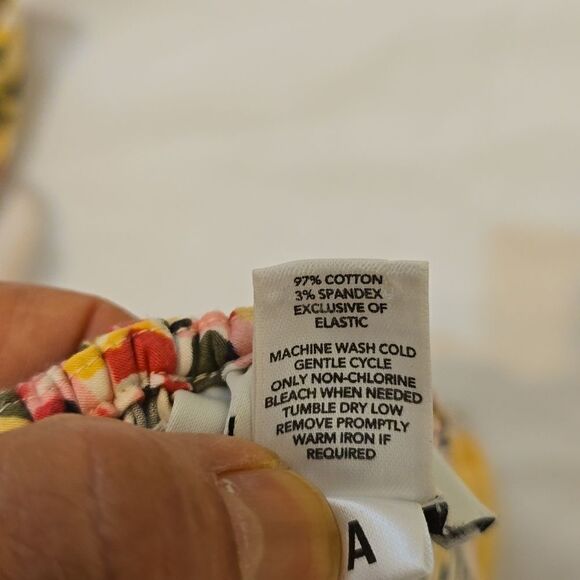 97% COTTON
3% SPANDEX
EXCLUSIVE OF
ELASTIC
MACHINE WASH COLD
GENTLE CYCLE
ONLY NON-CHLORINE
BLEACH WHEN NEEDED
TUMBLE DRY LOW
REMOVE PROMPTLY
WARM IRON IF
REQUIRED
A